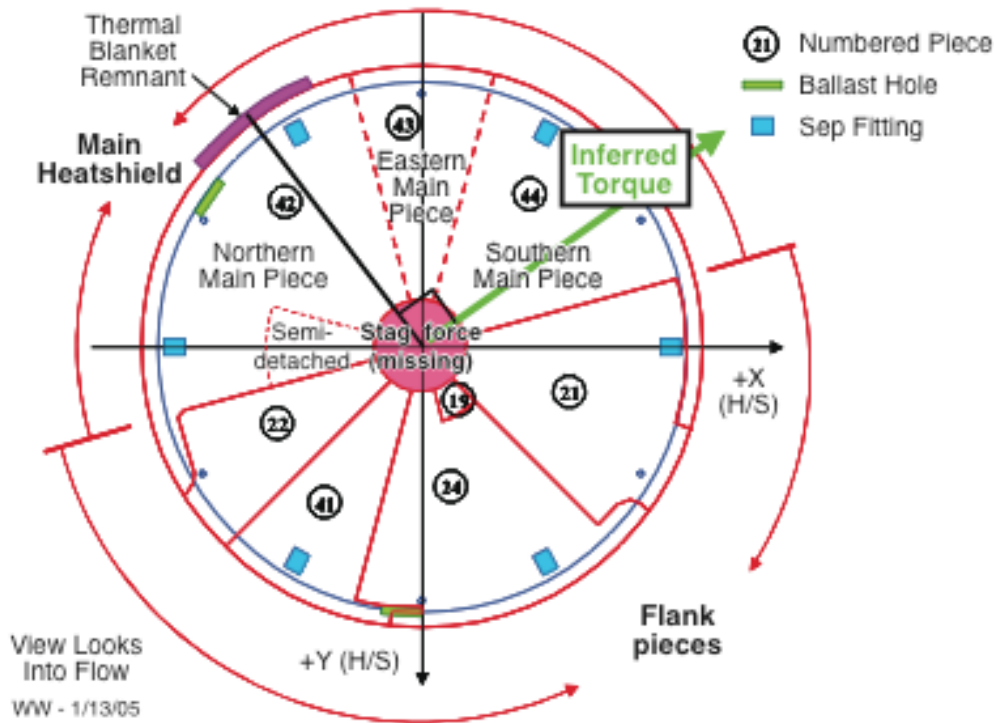 Thermal
Blanket
Remnant
Main
Heatshield
21 Numbered Piece
Ballast Hole
Sep Fitting
43
Eastern
Main
Piece
Inferred
Torque
42
44
Northern
Main Piece
Southern
Main Piece
Semi-
detached
Stag. force
(missing)
+X
(H/S)
19
21
22
24
41
Flank
pieces
+Y (H/S)
View Looks
Into Flow
WW - 1/13/05